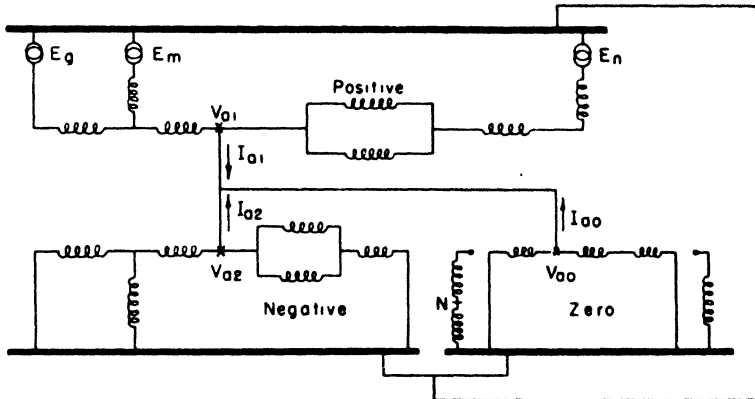 Eg
Em
En
Positive
Va1
Ia1
Ia2
Ia0
Va2
Va0
Negative
N
Zero